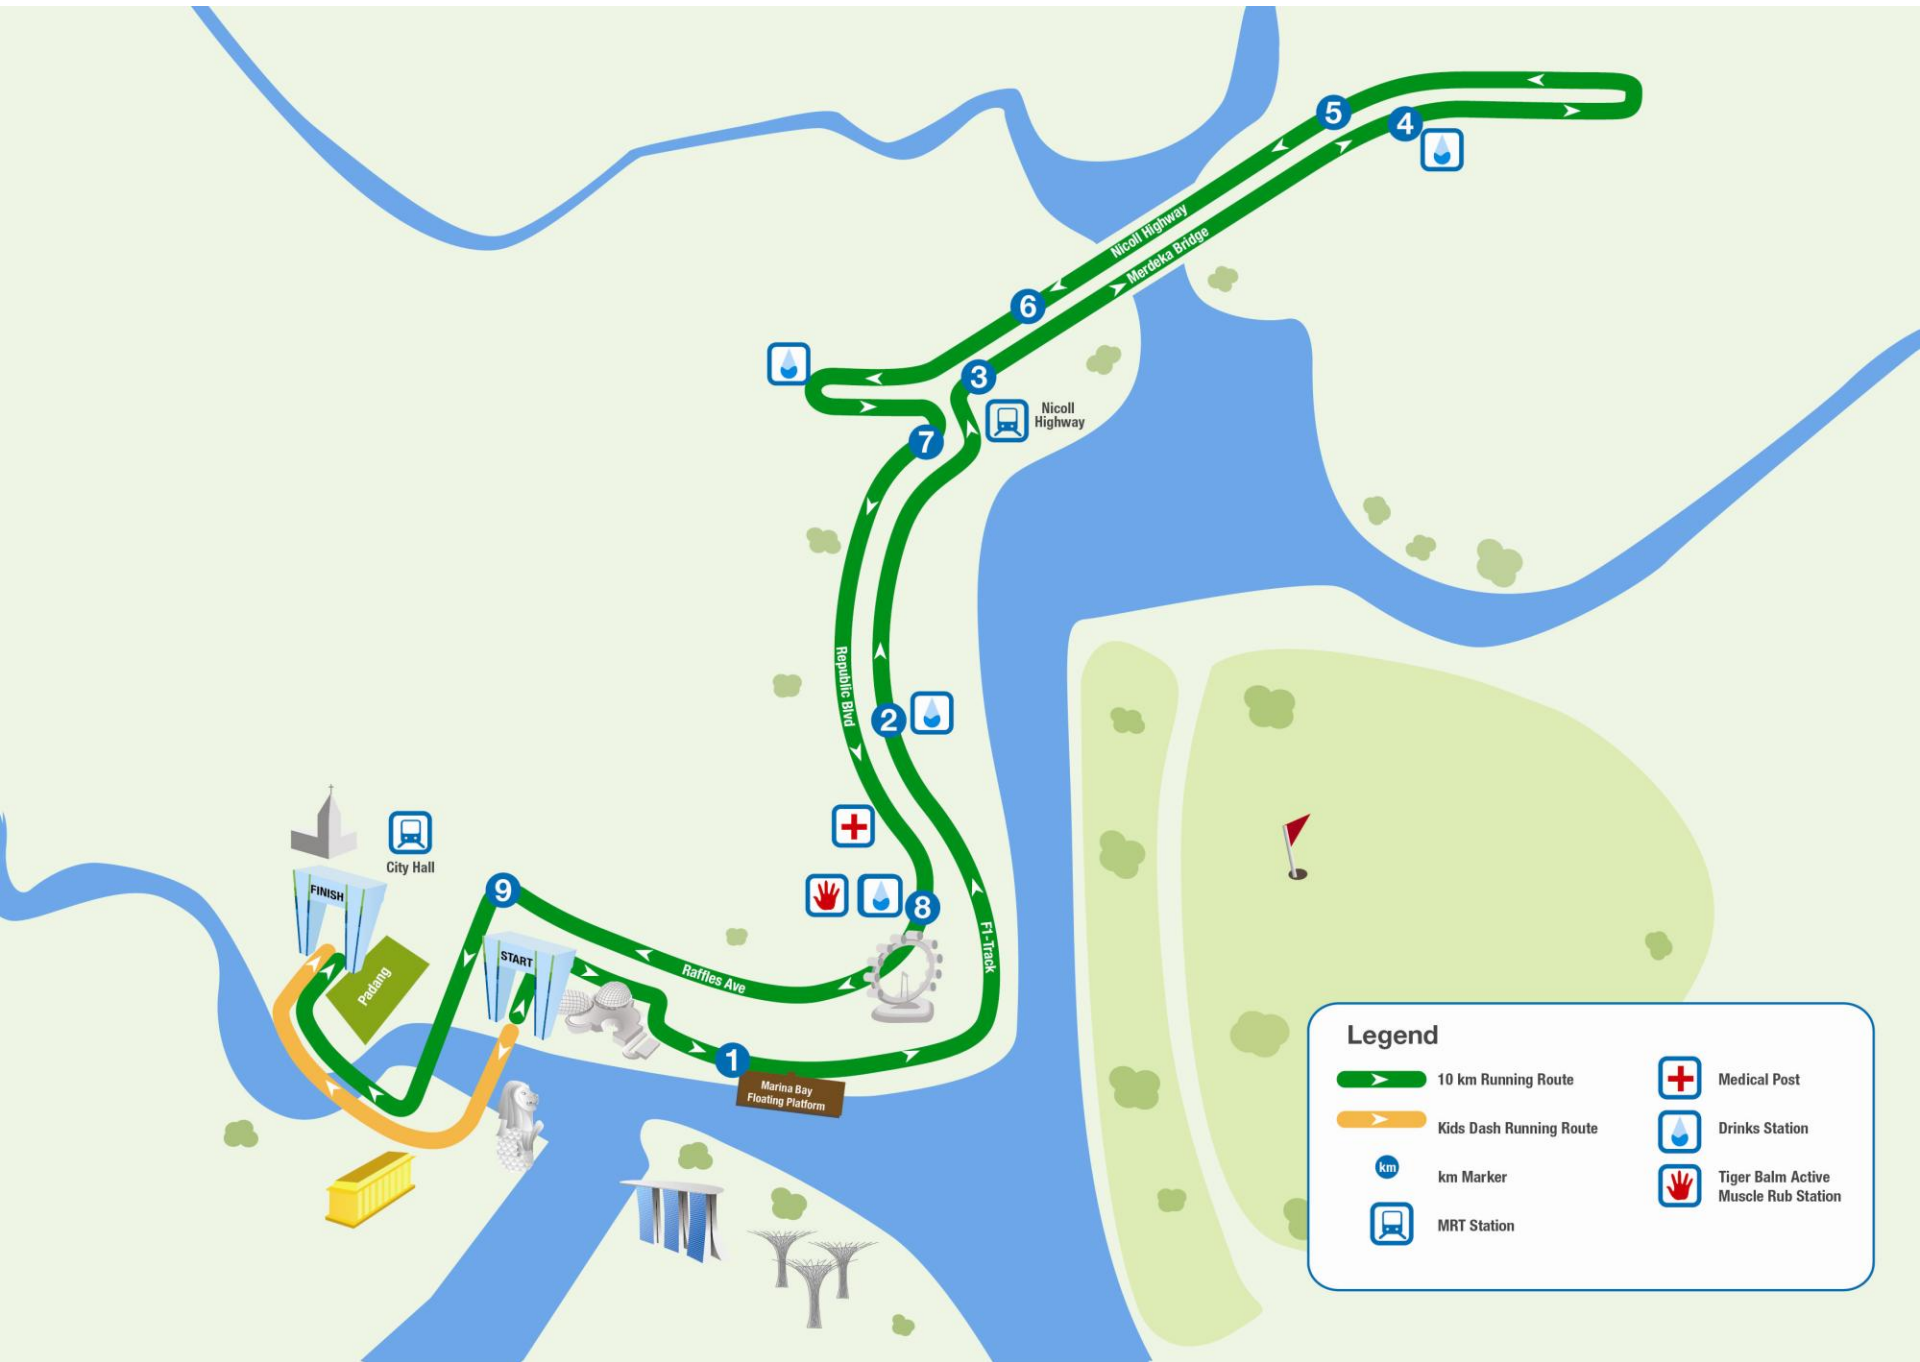 5
4
Nicoll Highway
Merdeka Bridge
6
3
Nicoll
Highway
7
Republic Blvd
2
City Hall
FINISH
9
8
START
Padang
Raffles Ave
F1-Track
1
Marina Bay
Floating Platform
Legend
10 km Running Route
Kids Dash Running Route
km
km Marker
MRT Station
Medical Post
Drinks Station
Tiger Balm Active
Muscle Rub Station